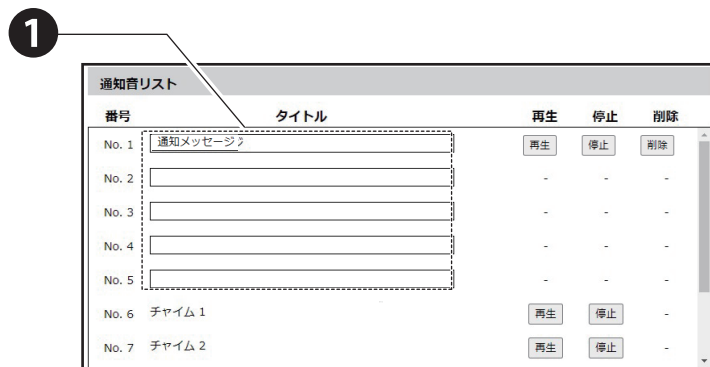 1
通知音リスト
番号 タイトル 再生 停止 削除
No. 1 通知メッセージ 再生 停止 削除
No. 2 - - -
No. 3 - - -
No. 4 - - -
No. 5 - - -
No. 6 チャイム 1 再生 停止 -
No. 7 チャイム 2 再生 停止 -